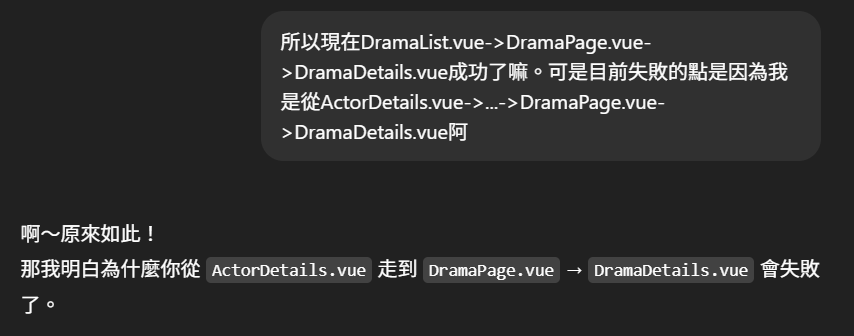 所以現在DramaList.vue->DramaPage.vue-
>DramaDetails.vue成功了嘛。可是目前失敗的點是因為我
是從ActorDetails.vue->...->DramaPage.vue-
>DramaDetails.vue阿
啊～原來如此！
那我明白為什麼你從 ActorDetails.vue 走到 DramaPage.vue → DramaDetails.vue 會失敗
了。